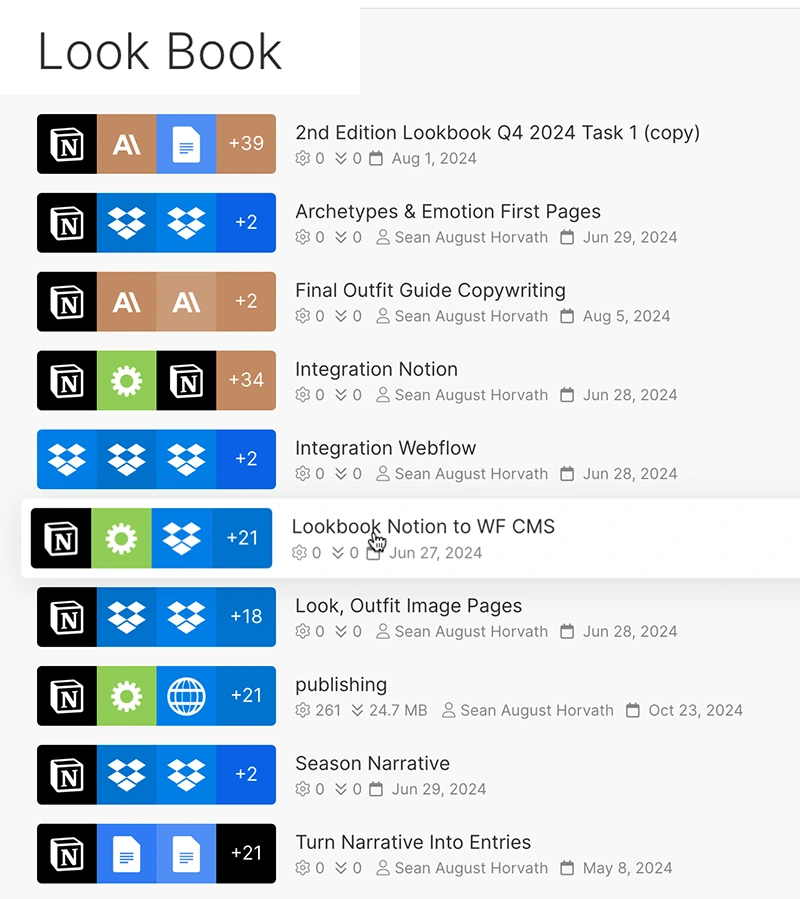 Look Book
+39
2nd Edition Lookbook Q4 2024 Task 1 (copy)
0 0 Aug 1, 2024
+2
Archetypes & Emotion First Pages
0 0 Sean August Horvath Jun 29, 2024
+2
Final Outfit Guide Copywriting
0 0 Sean August Horvath Aug 5, 2024
+34
Integration Notion
0 0 Sean August Horvath Jun 28, 2024
+2
Integration Webflow
0 0 Sean August Horvath Jun 28, 2024
+21
Lookbook Notion to WF CMS
0 0 Jun 27, 2024
+18
Look, Outfit Image Pages
0 0 Sean August Horvath Jun 28, 2024
+21
publishing
261 24.7 MB Sean August Horvath Oct 23, 2024
+2
Season Narrative
0 0 Jun 29, 2024
+21
Turn Narrative Into Entries
0 0 Sean August Horvath May 8, 2024